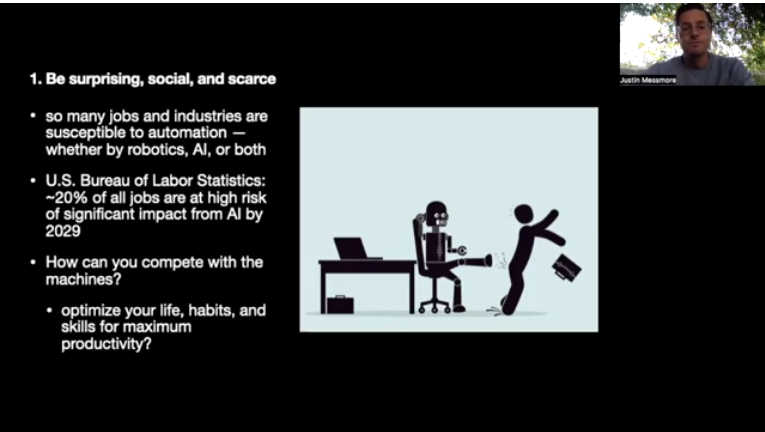 1. Be surprising, social, and scarce
• so many jobs and industries are
susceptible to automation —
whether by robotics, AI, or both
• U.S. Bureau of Labor Statistics:
~20% of all jobs are at high risk
of significant impact from AI by
2029
• How can you compete with the
machines?
• optimize your life, habits, and
skills for maximum
productivity?
Justin Messmore